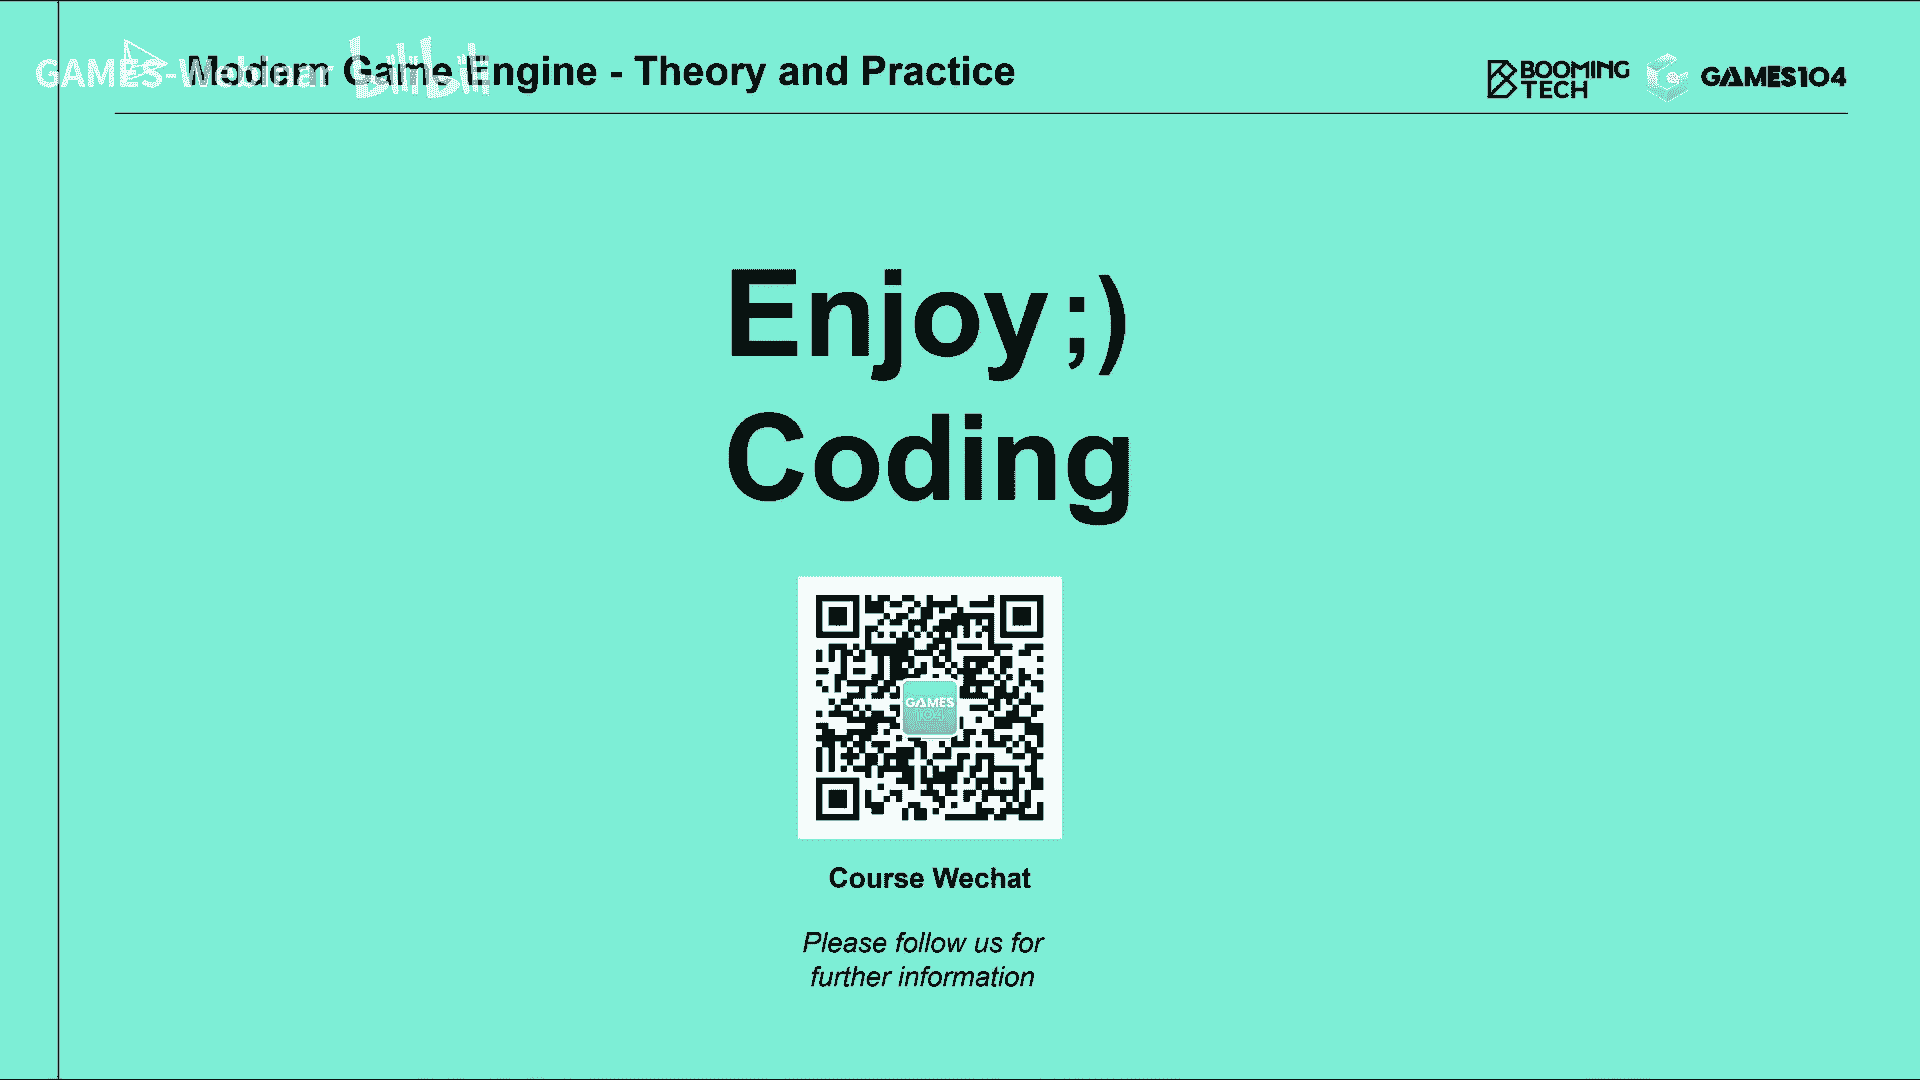 GAMES-Webinar bilibili
Modern Game Engine - Theory and Practice
BOOMING
TECH
GAMES104
Enjoy ;)
Coding
GAMES
104
Course Wechat
Please follow us for
further information